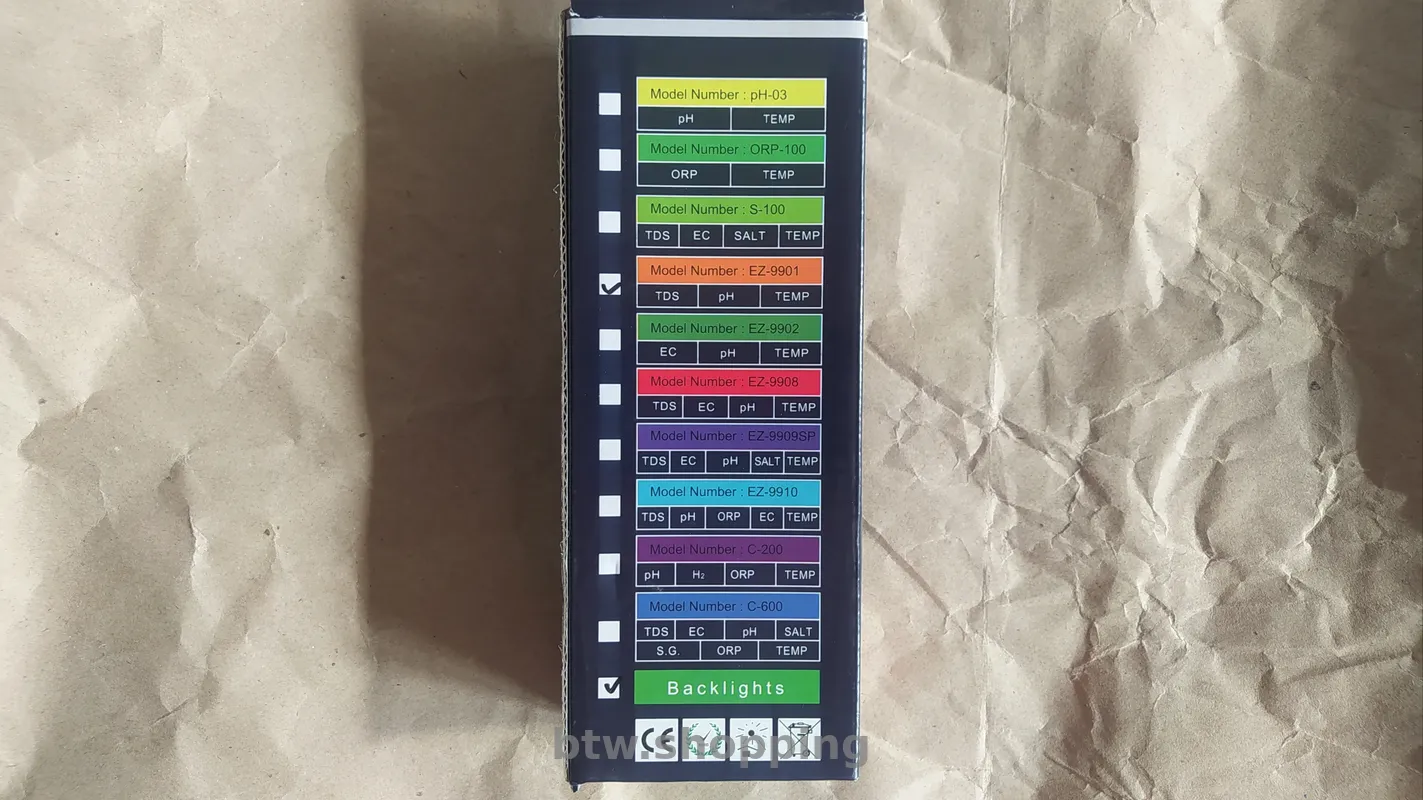 Model Number : pH-03
pH TEMP
Model Number : ORP-100
ORP TEMP
Model Number : S-100
TDS EC SALT TEMP
Model Number : EZ-9901
TDS pH TEMP
Model Number : EZ-9902
EC pH TEMP
Model Number : EZ-9908
TDS EC pH TEMP
Model Number : EZ-9909SP
TDS EC pH SALT TEMP
Model Number : EZ-9910
TDS pH ORP EC TEMP
Model Number : C-200
pH H₂ ORP TEMP
Model Number : C-600
TDS EC pH SALT
S.G. ORP TEMP
Backlights
CE
btw.shopping